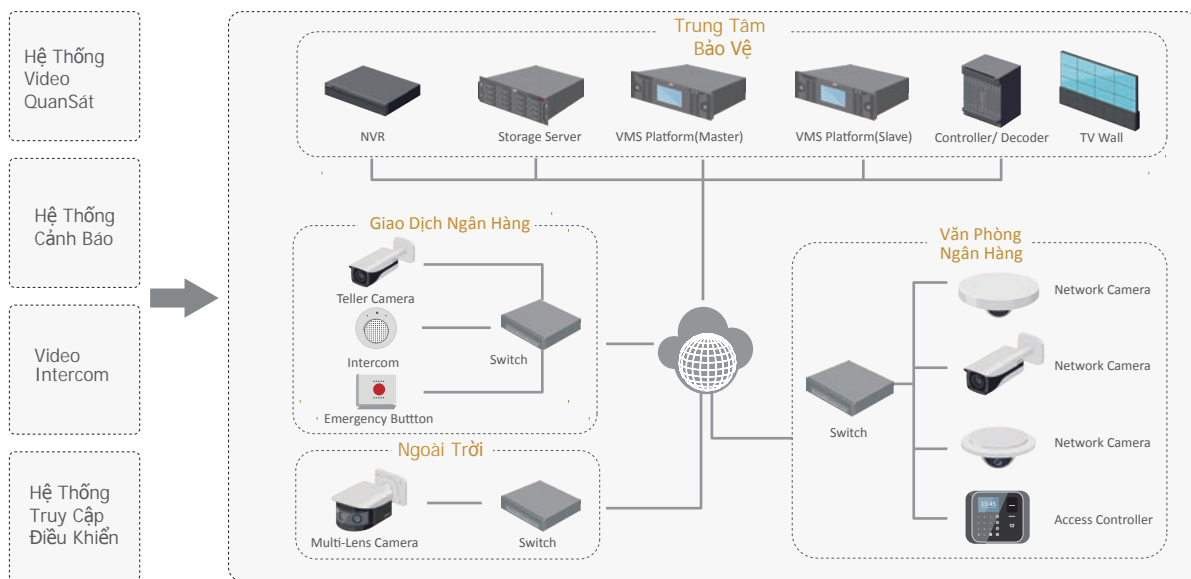 Hệ Thống
Video
QuanSát
Hệ Thống
Cảnh Báo
Video
Intercom
Hệ Thống
Truy Cập
Điều Khiển
Trung Tâm
Bảo Vệ
NVR
Storage Server
VMS Platform(Master)
VMS Platform(Slave)
Controller/ Decoder
TV Wall
Giao Dịch Ngân Hàng
Teller Camera
Intercom
Switch
Emergency Buttton
Ngoài Trời
Multi-Lens Camera
Switch
Văn Phòng
Ngân Hàng
Network Camera
Network Camera
Switch
Network Camera
13:45
Access Controller